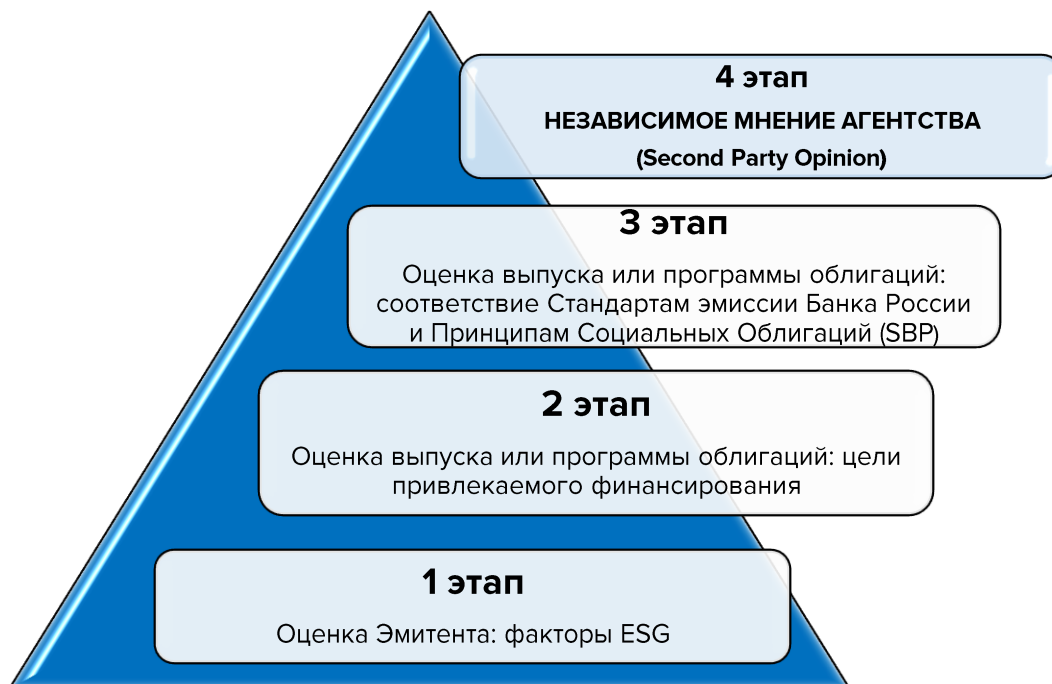 4 этап
НЕЗАВИСИМОЕ МНЕНИЕ АГЕНТСТВА
(Second Party Opinion)
3 этап
Оценка выпуска или программы облигаций:
соответствие Стандартам эмиссии Банка России
и Принципам Социальных Облигаций (SBP)
2 этап
Оценка выпуска или программы облигаций: цели
привлекаемого финансирования
1 этап
Оценка Эмитента: факторы ESG